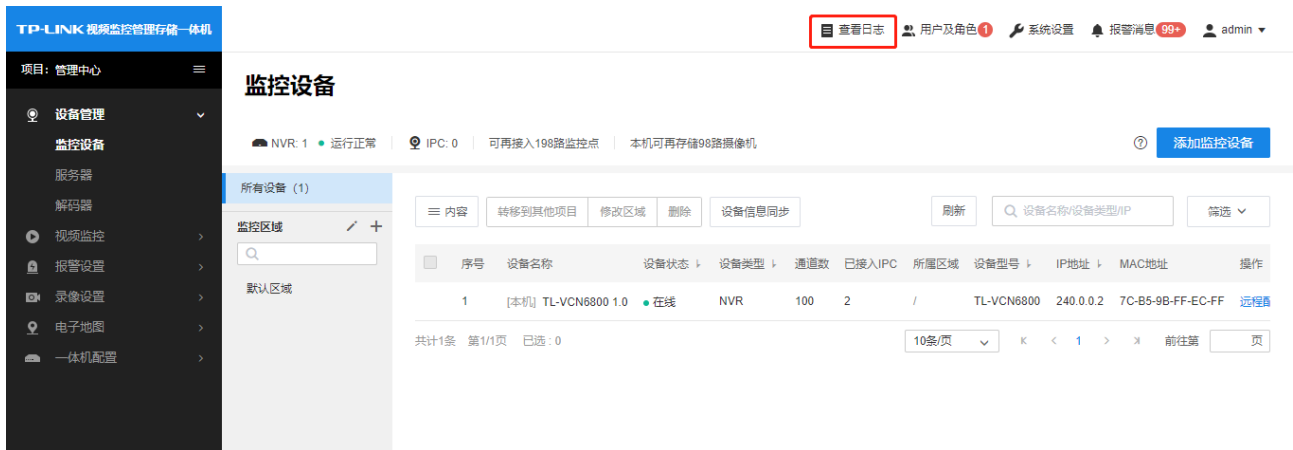 TP-LINK 视频监控管理存储一体机 查看日志 用户及角色 1 系统设置 报警消息 99+ admin
项目: 管理中心
监控设备
设备管理
监控设备
服务器
解码器
视频监控
报警设置
录像设置
电子地图
一体机配置
NVR: 1 运行正常 IPC: 0 可再接入198路监控点 本机可再存储98路摄像机 添加监控设备
所有设备 (1)
监控区域
默认区域
内容 转移到其他项目 修改区域 删除 设备信息同步 刷新 设备名称/设备类型/IP 筛选
序号 设备名称 设备状态 设备类型 通道数 已接入IPC 所属区域 设备型号 IP地址 MAC地址 操作
1 [本机] TL-VCN6800 1.0 在线 NVR 100 2 / TL-VCN6800 240.0.0.2 7C-B5-9B-FF-EC-FF 远程
共计1条 第1/1页 已选 : 0 10条/页 1 前往第 页